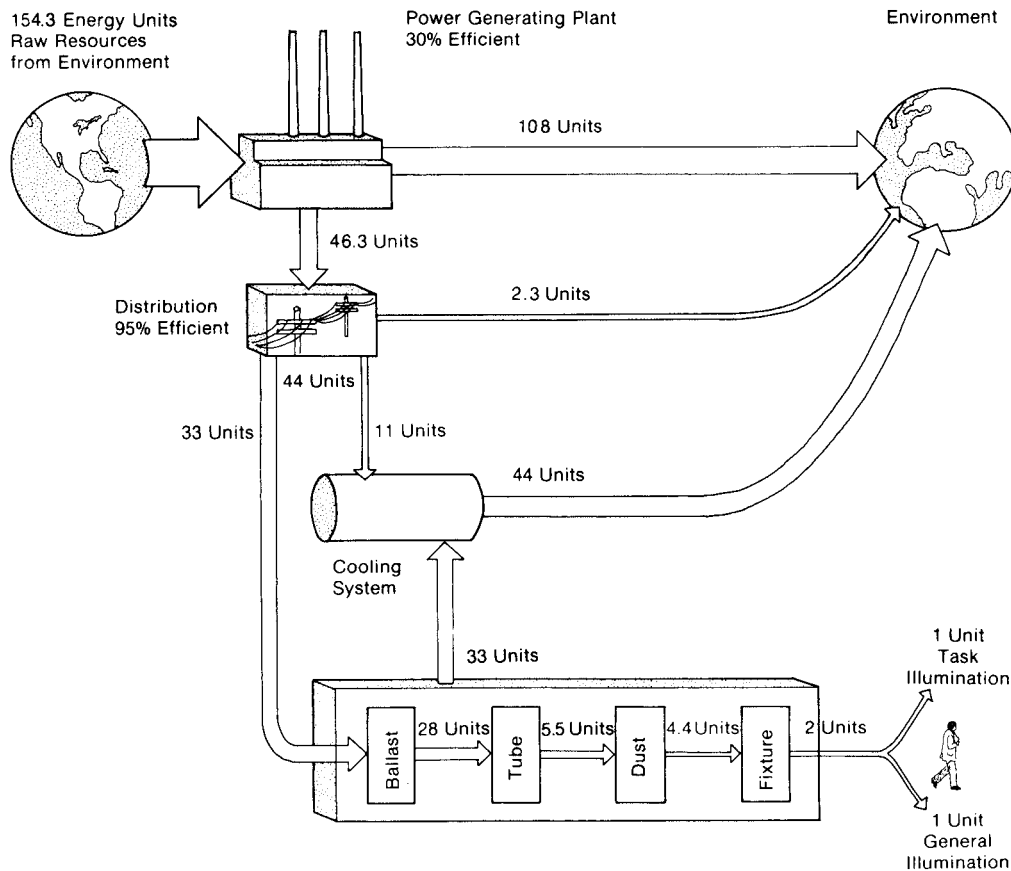 154.3 Energy Units
Raw Resources
from Environment
Power Generating Plant
30% Efficient
Environment
108 Units
46.3 Units
Distribution
95% Efficient
2.3 Units
44 Units
33 Units
11 Units
44 Units
Cooling
System
33 Units
Ballast
28 Units
Tube
5.5 Units
Dust
4.4 Units
Fixture
2 Units
1 Unit
Task
Illumination
1 Unit
General
Illumination